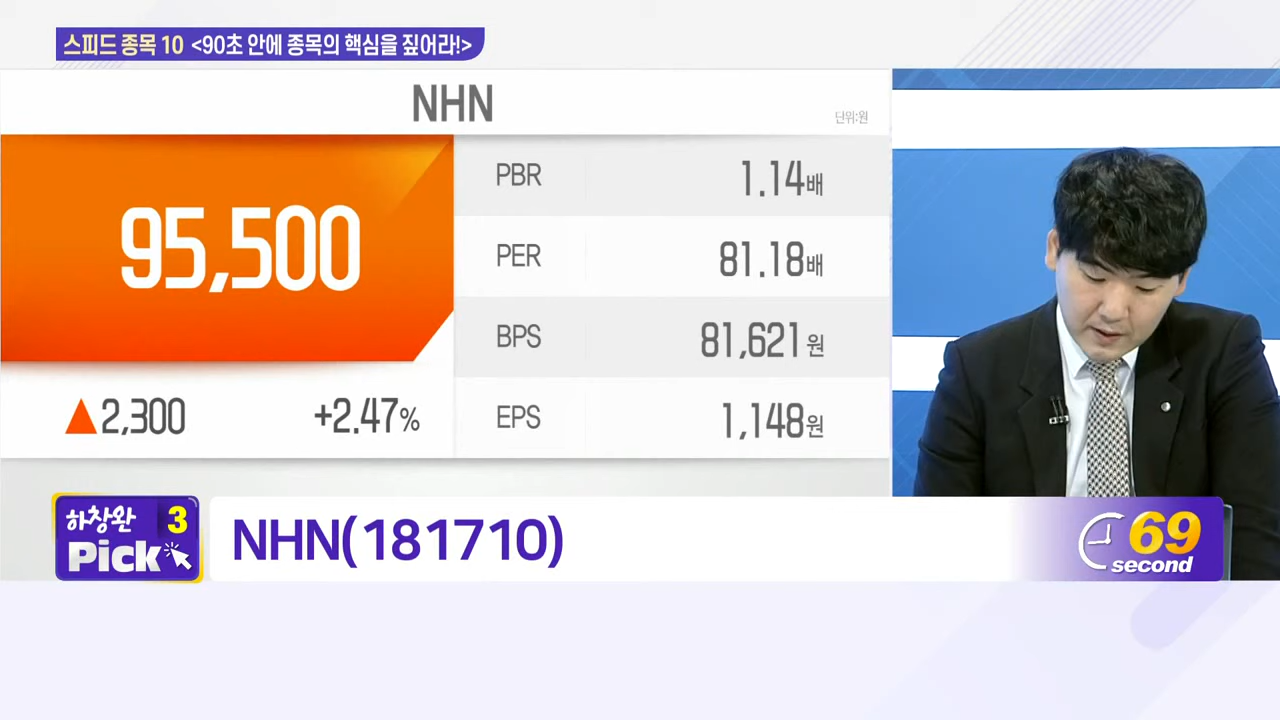 스피드 종목 10 <90초 안에 종목의 핵심을 짚어라!>
NHN
단위:원
95,500
▲2,300 +2.47%
PBR 1.14배
PER 81.18배
BPS 81,621원
EPS 1,148원
하창완 3
Pick
NHN(181710)
69
second